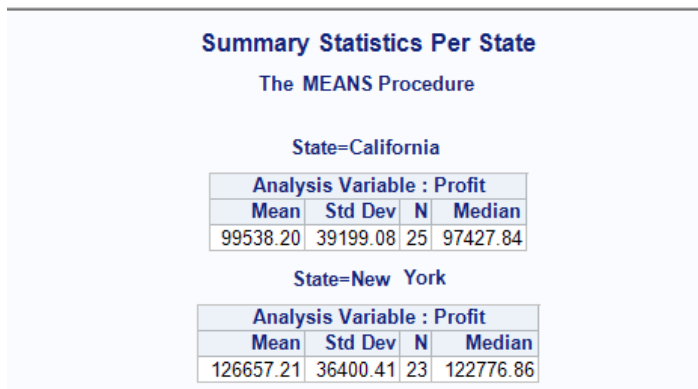 Summary Statistics Per State
The MEANS Procedure
State=California
Analysis Variable : Profit
Mean Std Dev N Median
99538.20 39199.08 25 97427.84
State=New York
Analysis Variable : Profit
Mean Std Dev N Median
126657.21 36400.41 23 122776.86